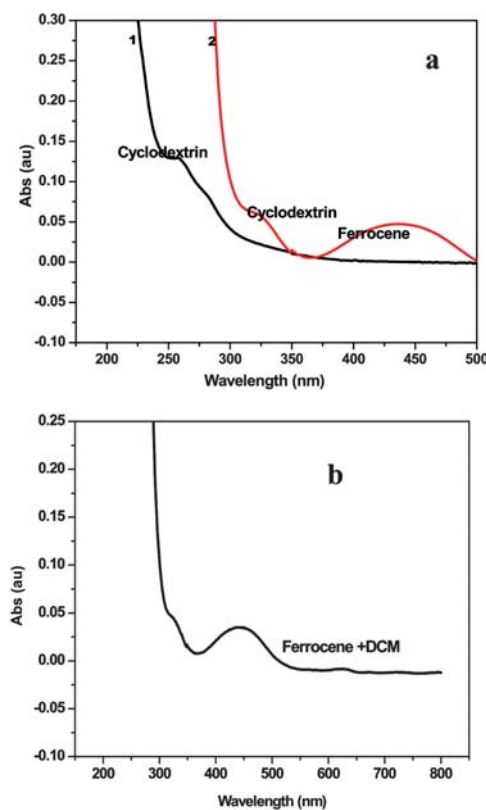 0.30
1
2
a
0.25
0.20
0.15
Cyclodextrin
0.10
Cyclodextrin
0.05
Ferrocene
0.00
-0.05
-0.10
Abs (au)
200 250 300 350 400 450 500
Wavelength (nm)
0.25
b
0.20
0.15
0.10
0.05
Ferrocene +DCM
0.00
-0.05
-0.10
Abs (au)
200 300 400 500 600 700 800
Wavelength (nm)